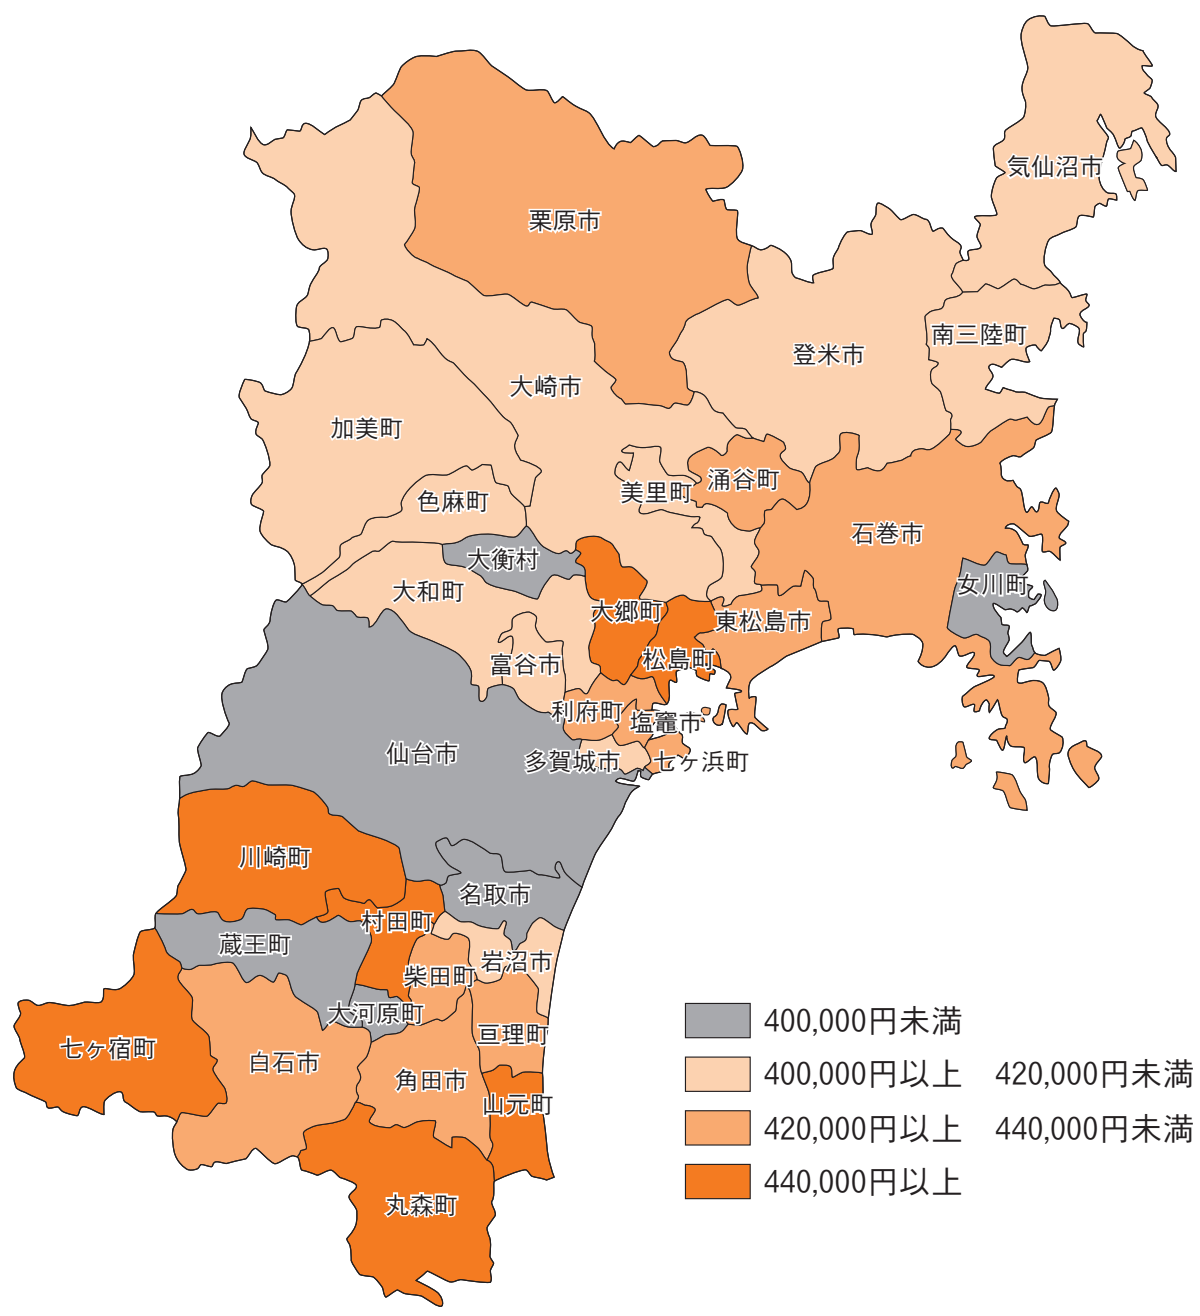 気仙沼市
栗原市
南三陸町
登米市
大崎市
加美町
涌谷町
美里町
色麻町
石巻市
大衡村
女川町
大和町
大郷町
東松島市
松島町
富谷市
利府町
塩竈市
仙台市
多賀城市
七ヶ浜町
川崎町
名取市
村田町
蔵王町
岩沼市
柴田町
大河原町
亘理町
七ヶ宿町
白石市
角田市
山元町
丸森町
400,000円未満
400,000円以上 420,000円未満
420,000円以上 440,000円未満
440,000円以上